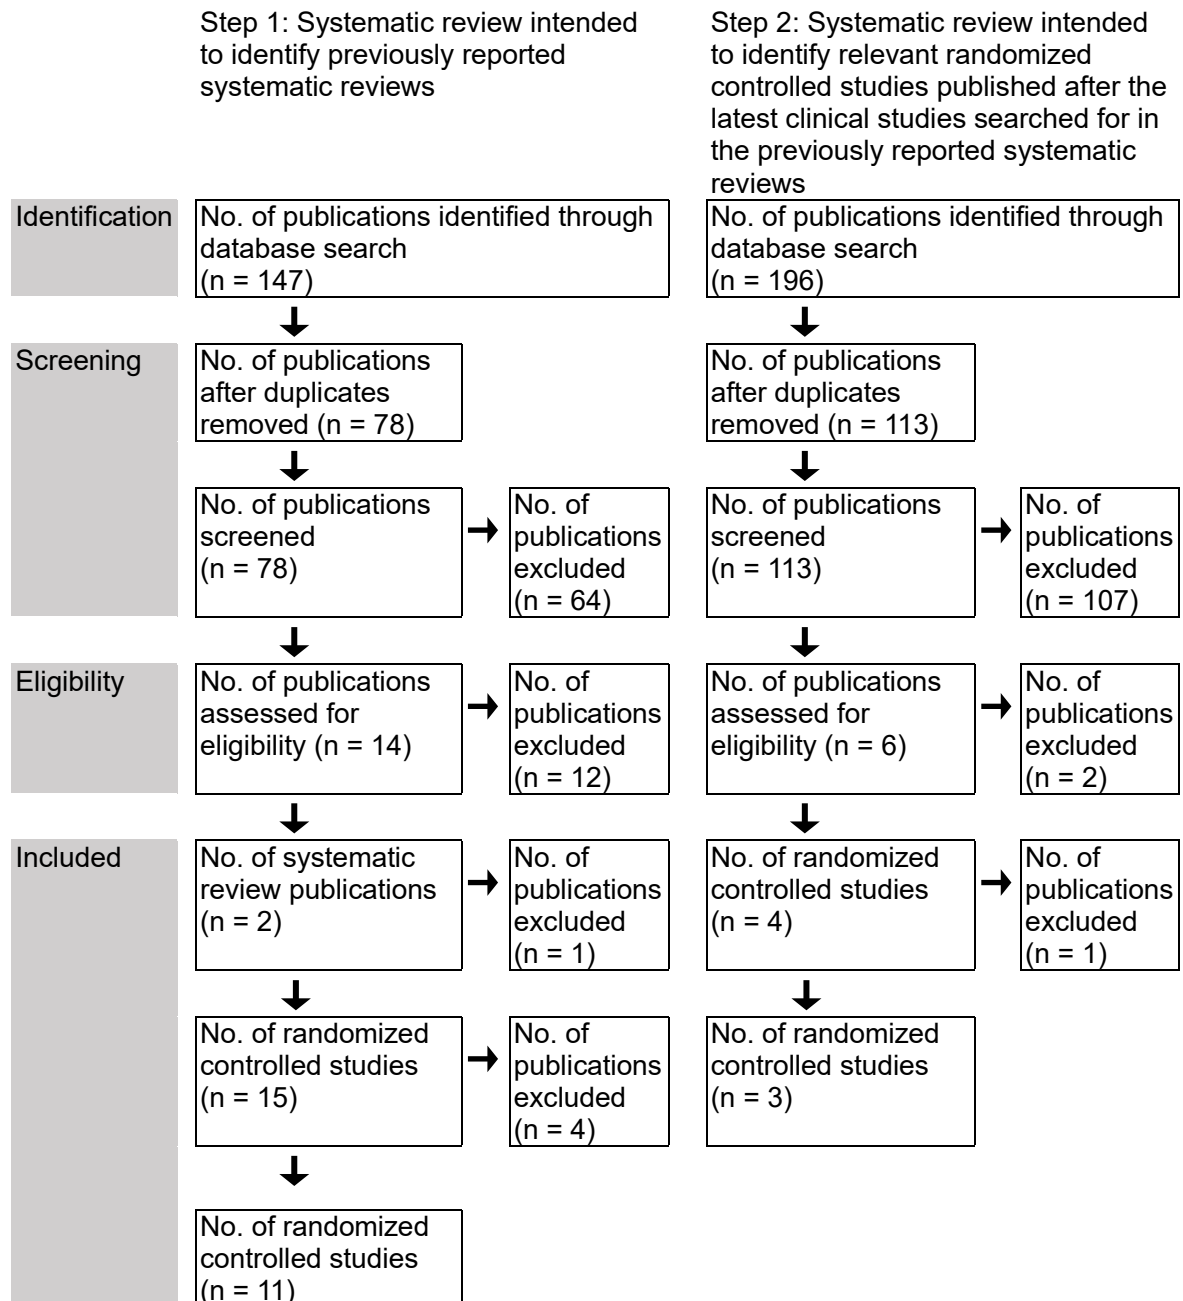 Step 1: Systematic review intended
to identify previously reported
systematic reviews
Step 2: Systematic review intended
to identify relevant randomized
controlled studies published after the
latest clinical studies searched for in
the previously reported systematic
reviews
Identification
No. of publications identified through
database search
(n = 147)
No. of publications identified through
database search
(n = 196)
Screening
No. of publications
after duplicates
removed (n = 78)
No. of publications
after duplicates
removed (n = 113)
No. of publications
screened
(n = 78)
No. of
publications
excluded
(n = 64)
No. of publications
screened
(n = 113)
No. of
publications
excluded
(n = 107)
Eligibility
No. of publications
assessed for
eligibility (n = 14)
No. of
publications
excluded
(n = 12)
No. of publications
assessed for
eligibility (n = 6)
No. of
publications
excluded
(n = 2)
Included
No. of systematic
review publications
(n = 2)
No. of
publications
excluded
(n = 1)
No. of randomized
controlled studies
(n = 4)
No. of
publications
excluded
(n = 1)
No. of randomized
controlled studies
(n = 15)
No. of
publications
excluded
(n = 4)
No. of randomized
controlled studies
(n = 3)
No. of randomized
controlled studies
(n = 11)